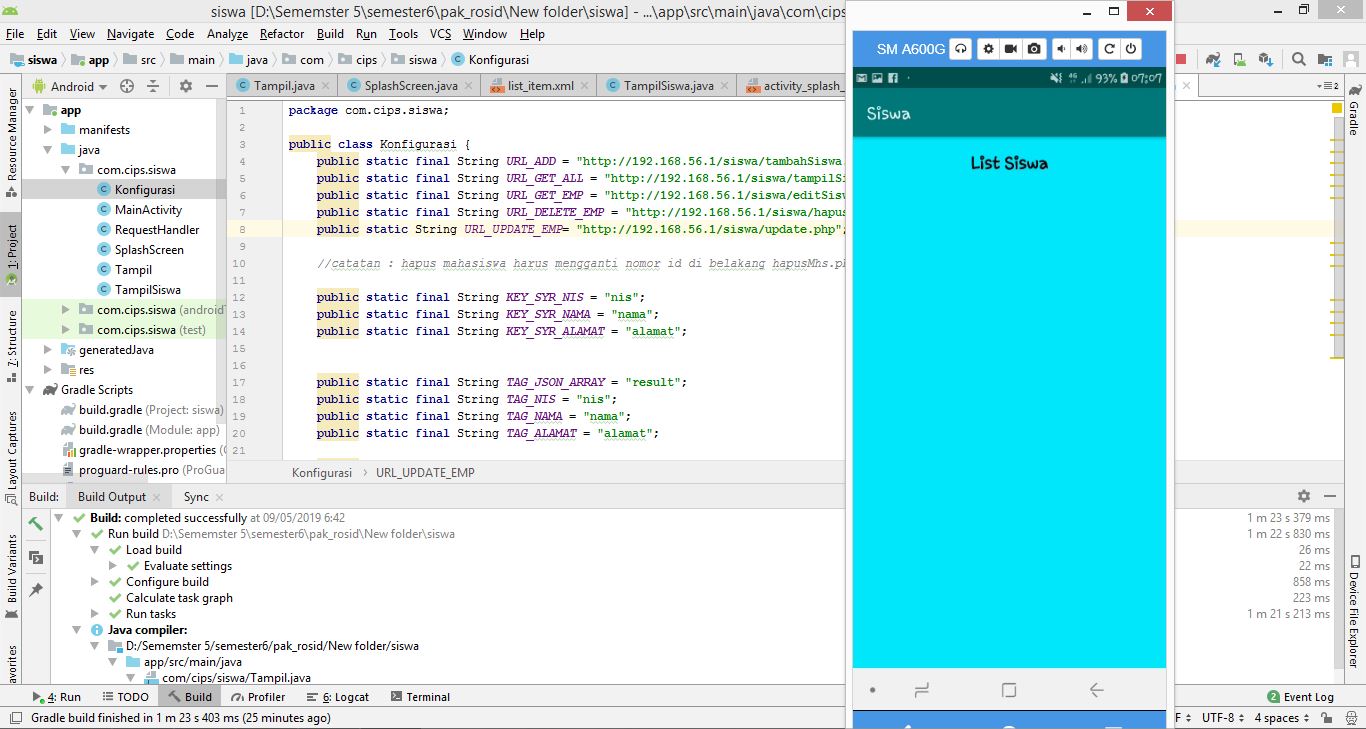 siswa [D:\Sememster 5\semester6\pak_rosid\New folder\siswa] - ...\app\src\main\java\com\cips
File Edit View Navigate Code Analyze Refactor Build Run Tools VCS Window Help
siswa app src main java com cips siswa Konfigurasi
Android
Tampil.java SplashScreen.java list_item.xml TampilSiswa.java activity_splash_
Resource Manager
1: Project
7: Structure
Layout Captures
Build Variants
app
manifests
java
com.cips.siswa
Konfigurasi
MainActivity
RequestHandler
SplashScreen
Tampil
TampilSiswa
com.cips.siswa (android
com.cips.siswa (test)
generatedJava
res
Gradle Scripts
build.gradle (Project: siswa)
build.gradle (Module: app)
gradle-wrapper.properties (
proguard-rules.pro (ProGua
1 package com.cips.siswa;
2
3 public class Konfigurasi {
4 public static final String URL_ADD = "http://192.168.56.1/siswa/tambahSiswa.
5 public static final String URL_GET_ALL = "http://192.168.56.1/siswa/tampilSi
6 public static final String URL_GET_EMP = "http://192.168.56.1/siswa/editSisw
7 public static final String URL_DELETE_EMP = "http://192.168.56.1/siswa/hapus
8 public static String URL_UPDATE_EMP= "http://192.168.56.1/siswa/update.php";
9
10 //catatan : hapus mahasiswa harus mengganti nomor id di belakang hapusMhs.ph
11
12 public static final String KEY_SYR_NIS = "nis";
13 public static final String KEY_SYR_NAMA = "nama";
14 public static final String KEY_SYR_ALAMAT = "alamat";
15
16
17 public static final String TAG_JSON_ARRAY = "result";
18 public static final String TAG_NIS = "nis";
19 public static final String TAG_NAMA = "nama";
20 public static final String TAG_ALAMAT = "alamat";
21
Konfigurasi URL_UPDATE_EMP
SM A600G
93% 07:07
Siswa
List Siswa
Gradle
Device File Explorer
Build: Build Output Sync
Build: completed successfully at 09/05/2019 6:42 1 m 23 s 379 ms
Run build D:\Sememster 5\semester6\pak_rosid\New folder\siswa 1 m 22 s 830 ms
Load build 26 ms
Evaluate settings 22 ms
Configure build 858 ms
Calculate task graph 223 ms
Run tasks 1 m 21 s 213 ms
Java compiler:
D:/Sememster 5/semester6/pak_rosid/New folder/siswa
app/src/main/java
com/cips/siswa/Tampil.java
4: Run TODO Build Profiler 6: Logcat Terminal Event Log
Gradle build finished in 1 m 23 s 403 ms (25 minutes ago) UTF-8 4 spaces